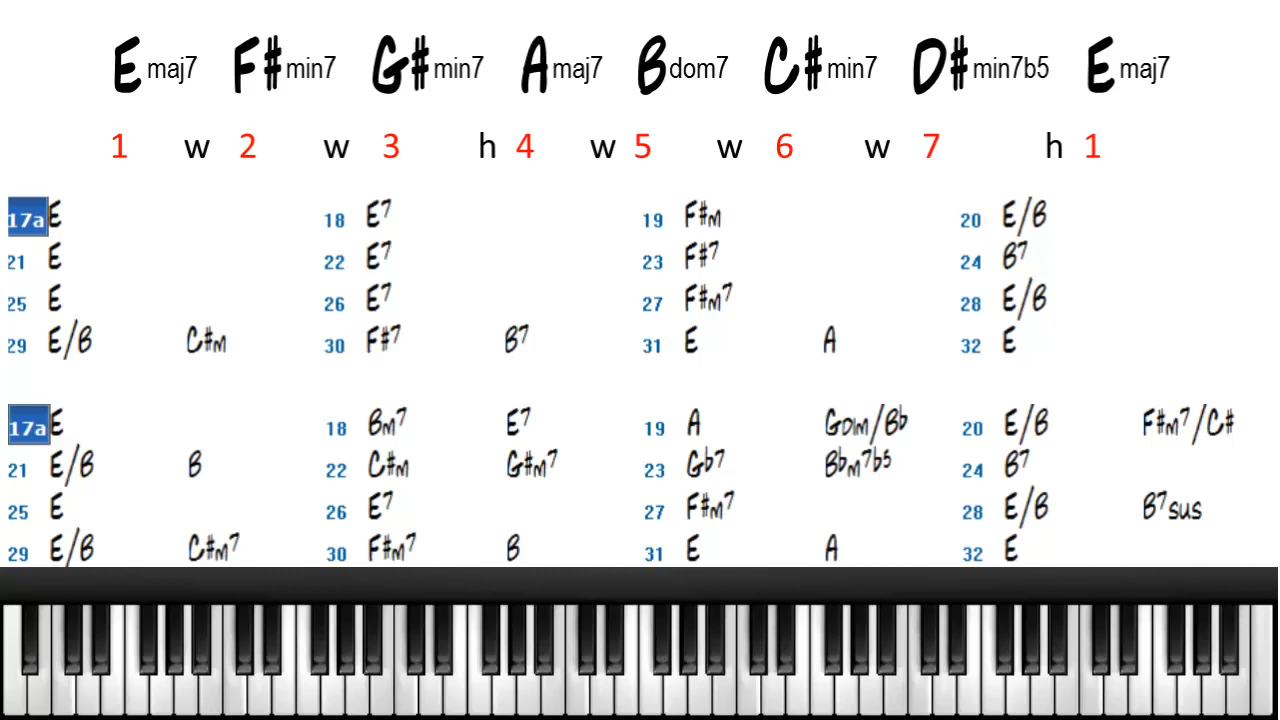 Emaj7 F#min7 G#min7 Amaj7 Bdom7 C#min7 D#min7b5 Emaj7
1 w 2 w 3 h 4 w 5 w 6 w 7 h 1
17a E 18 E7 19 F#m 20 E/B
21 E 22 E7 23 F#7 24 B7
25 E 26 E7 27 F#m7 28 E/B
29 E/B C#m 30 F#7 B7 31 E A 32 E
17a E 18 Bm7 E7 19 A Gdim/Bb 20 E/B F#m7/C#
21 E/B B 22 C#m G#m7 23 Gb7 Bbm7b5 24 B7
25 E 26 E7 27 F#m7 28 E/B B7sus
29 E/B C#m7 30 F#m7 B 31 E A 32 E